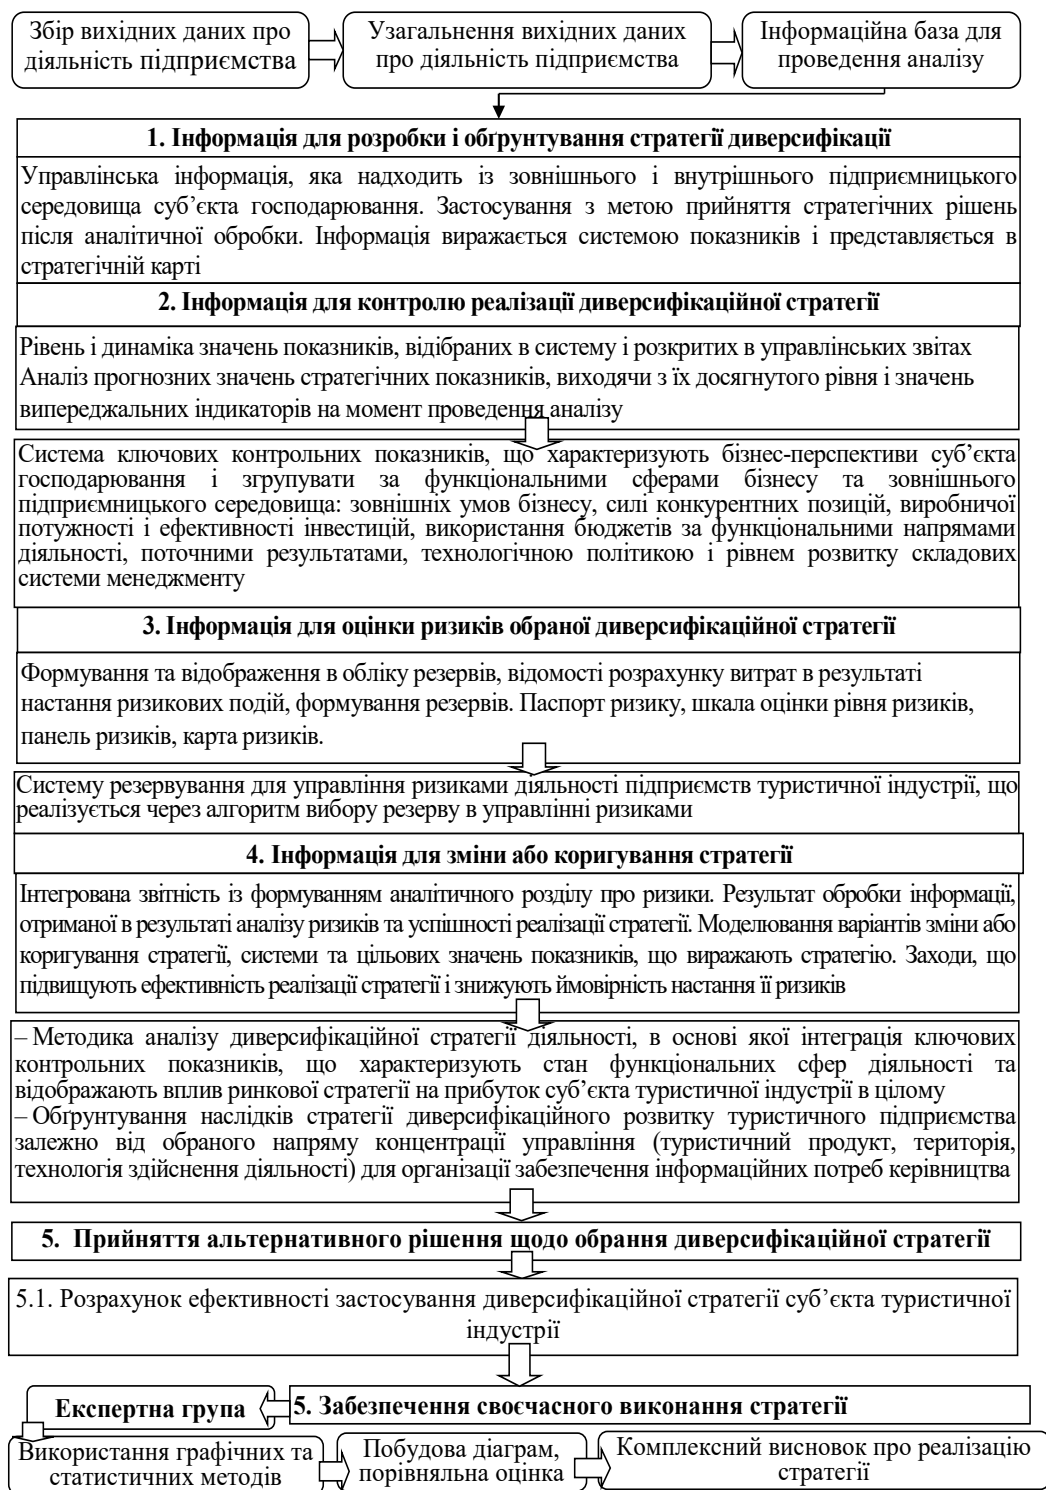 Збір вихідних даних про
діяльність підприємства
Узагальнення вихідних даних
про діяльність підприємства
Інформаційна база для
проведення аналізу
1. Інформація для розробки і обґрунтування стратегії диверсифікації
Управлінська інформація, яка надходить із зовнішнього і внутрішнього підприємницького
середовища суб’єкта господарювання. Застосування з метою прийняття стратегічних рішень
після аналітичної обробки. Інформація виражається системою показників і представляється в
стратегічній карті
2. Інформація для контролю реалізації диверсифікаційної стратегії
Рівень і динаміка значень показників, відібраних в систему і розкритих в управлінських звітах
Аналіз прогнозних значень стратегічних показників, виходячи з їх досягнутого рівня і значень
випереджальних індикаторів на момент проведення аналізу
Система ключових контрольних показників, що характеризують бізнес-перспективи суб’єкта
господарювання і згрупувати за функціональними сферами бізнесу та зовнішнього
підприємницького середовища: зовнішніх умов бізнесу, силі конкурентних позицій, виробничої
потужності і ефективності інвестицій, використання бюджетів за функціональними напрямами
діяльності, поточними результатами, технологічною політикою і рівнем розвитку складових
системи менеджменту
3. Інформація для оцінки ризиків обраної диверсифікаційної стратегії
Формування та відображення в обліку резервів, відомості розрахунку витрат в результаті
настання ризикових подій, формування резервів. Паспорт ризику, шкала оцінки рівня ризиків,
панель ризиків, карта ризиків.
Систему резервування для управління ризиками діяльності підприємств туристичної індустрії, що
реалізується через алгоритм вибору резерву в управлінні ризиками
4. Інформація для зміни або коригування стратегії
Інтегрована звітність із формуванням аналітичного розділу про ризики. Результат обробки інформації,
отриманої в результаті аналізу ризиків та успішності реалізації стратегії. Моделювання варіантів зміни або
коригування стратегії, системи та цільових значень показників, що виражають стратегію. Заходи, що
підвищують ефективність реалізації стратегії і знижують ймовірність настання її ризиків
– Методика аналізу диверсифікаційної стратегії діяльності, в основі якої інтеграція ключових
контрольних показників, що характеризують стан функціональних сфер діяльності та
відображають вплив ринкової стратегії на прибуток суб’єкта туристичної індустрії в цілому
– Обґрунтування наслідків стратегії диверсифікаційного розвитку туристичного підприємства
залежно від обраного напряму концентрації управління (туристичний продукт, територія,
технологія здійснення діяльності) для організації забезпечення інформаційних потреб керівництва
5. Прийняття альтернативного рішення щодо обрання диверсифікаційної стратегії
5.1. Розрахунок ефективності застосування диверсифікаційної стратегії суб’єкта туристичної
індустрії
Експертна група
5. Забезпечення своєчасного виконання стратегії
Використання графічних та
статистичних методів
Побудова діаграм,
порівняльна оцінка
Комплексний висновок про реалізацію
стратегії